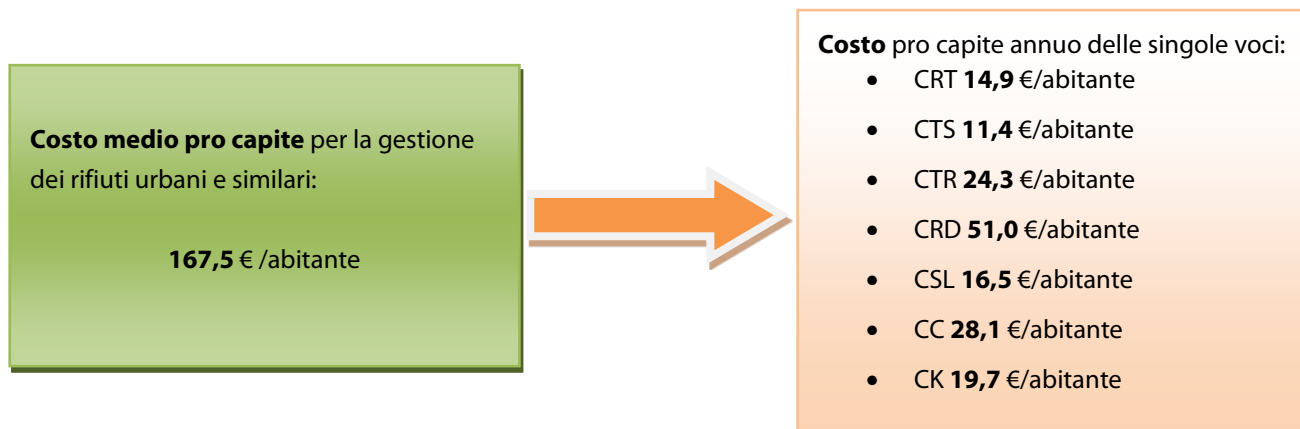 Costo medio pro capite per la gestione
dei rifiuti urbani e similari:
167,5 € /abitante
Costo pro capite annuo delle singole voci:
• CRT 14,9 €/abitante
• CTS 11,4 €/abitante
• CTR 24,3 €/abitante
• CRD 51,0 €/abitante
• CSL 16,5 €/abitante
• CC 28,1 €/abitante
• CK 19,7 €/abitante